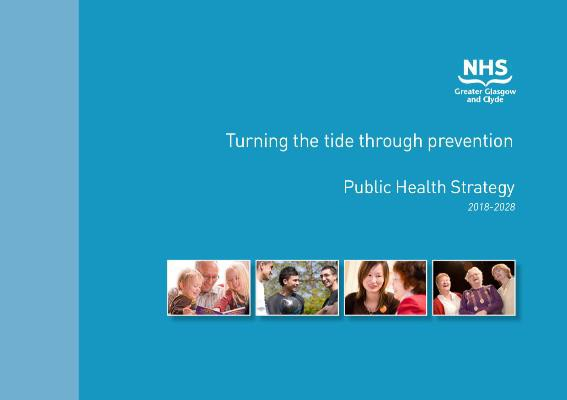 NHS
Greater Glasgow
and Clyde
Turning the tide through prevention
Public Health Strategy
2018-2028